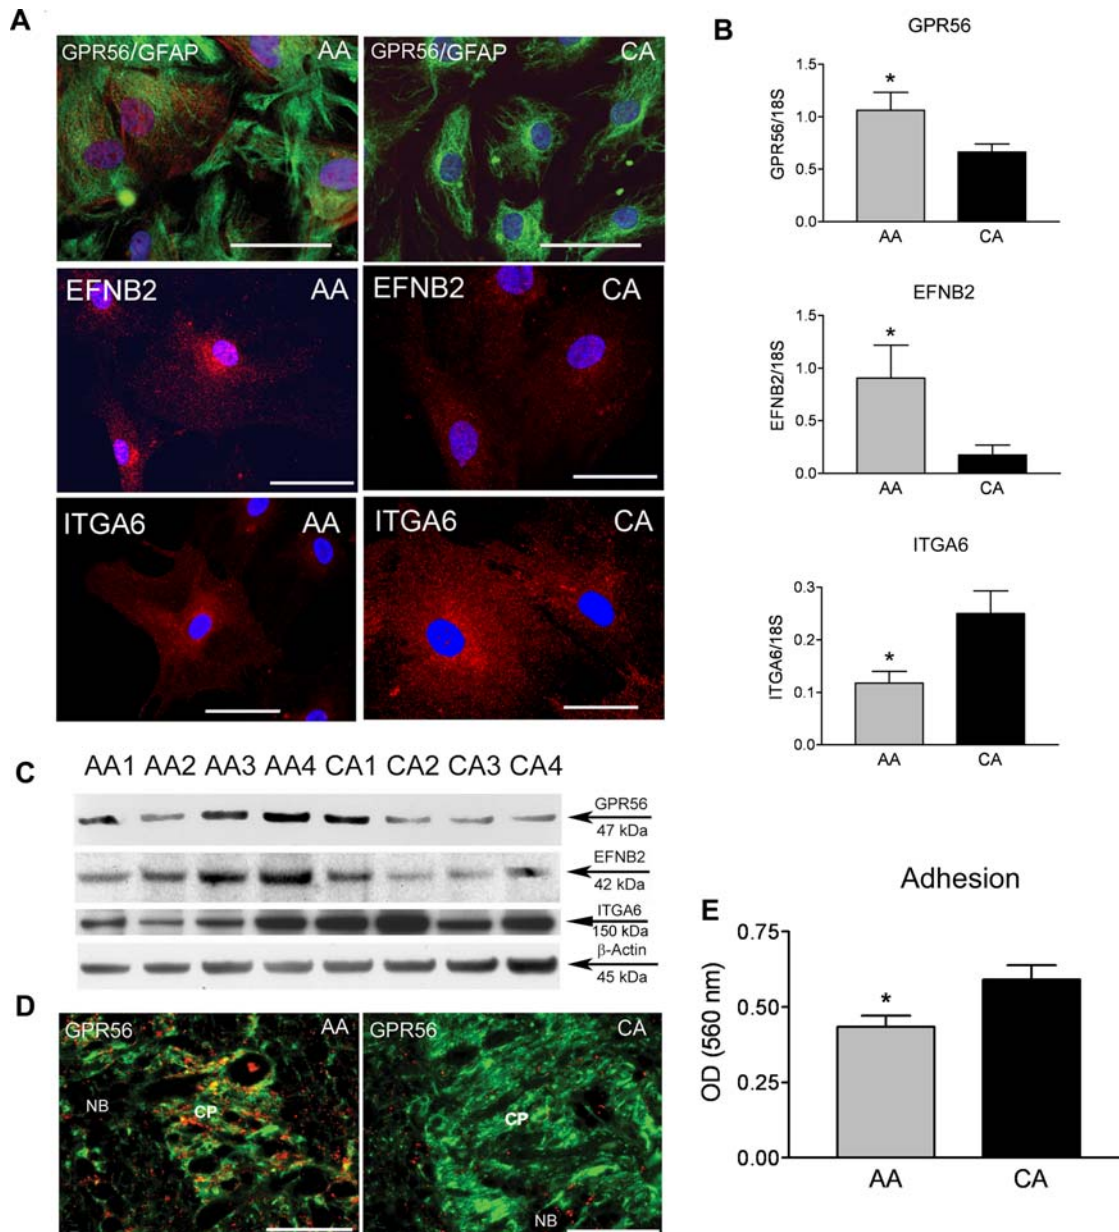 A
GPR56/GFAP AA
GPR56/GFAP CA
EFNB2 AA
EFNB2 CA
ITGA6 AA
ITGA6 CA
B
GPR56
GPR56/18S
1.5
1.0
0.5
0.0
*
AA CA
EFNB2
EFNB2/18S
1.5
1.0
0.5
0.0
*
AA CA
ITGA6
ITGA6/18S
0.3
0.2
0.1
0.0
*
AA CA
C
AA1 AA2 AA3 AA4 CA1 CA2 CA3 CA4
GPR56
47 kDa
EFNB2
42 kDa
ITGA6
150 kDa
β-Actin
45 kDa
D
GPR56 AA
NB CP
GPR56 CA
CP
NB
E
Adhesion
OD (560 nm)
0.75
0.50
0.25
0.00
*
AA CA